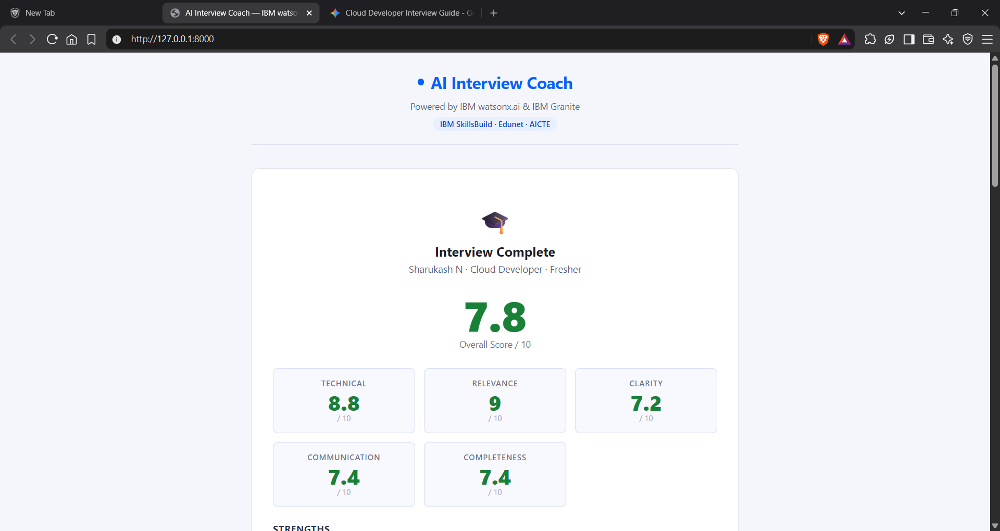 New Tab
AI Interview Coach — IBM watso
Cloud Developer Interview Guide - G
http://127.0.0.1:8000
AI Interview Coach
Powered by IBM watsonx.ai & IBM Granite
IBM SkillsBuild · Edunet · AICTE
Interview Complete
Sharukash N · Cloud Developer · Fresher
7.8
Overall Score / 10
TECHNICAL
8.8
/ 10
RELEVANCE
9
/ 10
CLARITY
7.2
/ 10
COMMUNICATION
7.4
/ 10
COMPLETENESS
7.4
/ 10
STRENGTHS